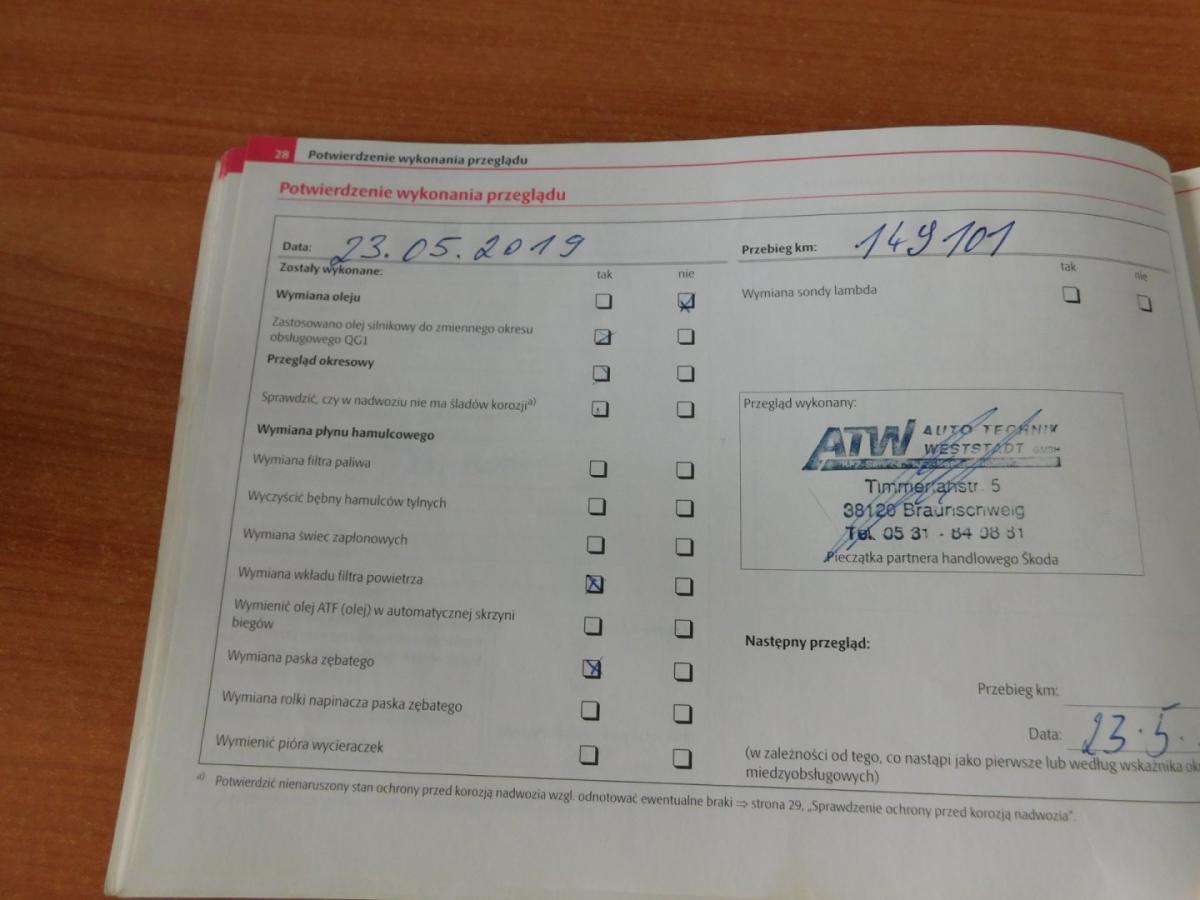 28 Potwierdzenie wykonania przeglądu
Potwierdzenie wykonania przeglądu
Data: 23.05.2019
Przebieg km: 149101
Zostały wykonane: tak nie
tak nie
Wymiana oleju
Wymiana sondy lambda
Zastosowano olej silnikowy do zmiennego okresu
obsługowego QG1
Przegląd okresowy
Sprawdzić, czy w nadwoziu nie ma śladów korozji a)
Wymiana płynu hamulcowego
Wymiana filtra paliwa
Wyczyścić bębny hamulców tylnych
Wymiana świec zapłonowych
Wymiana wkładu filtra powietrza
Wymienić olej ATF (olej) w automatycznej skrzyni
biegów
Wymiana paska zębatego
Wymiana rolki napinacza paska zębatego
Wymienić pióra wycieraczek
Przegląd wykonany:
ATW AUTO TECHNIK
WESTSTADT GMBH
Timmerlahstr. 5
38120 Braunschweig
Tel. 05 31 - 84 08 81
Pieczątka partnera handlowego Škoda
Następny przegląd:
Przebieg km:
Data: 23.5.
(w zależności od tego, co nastąpi jako pierwsze lub według wskaźnika
miedzyobsługowych)
a) Potwierdzić nienaruszony stan ochrony przed korozją nadwozia wzgl. odnotować ewentualne braki ⇒ strona 29, „Sprawdzenie ochrony przed korozją nadwozia".